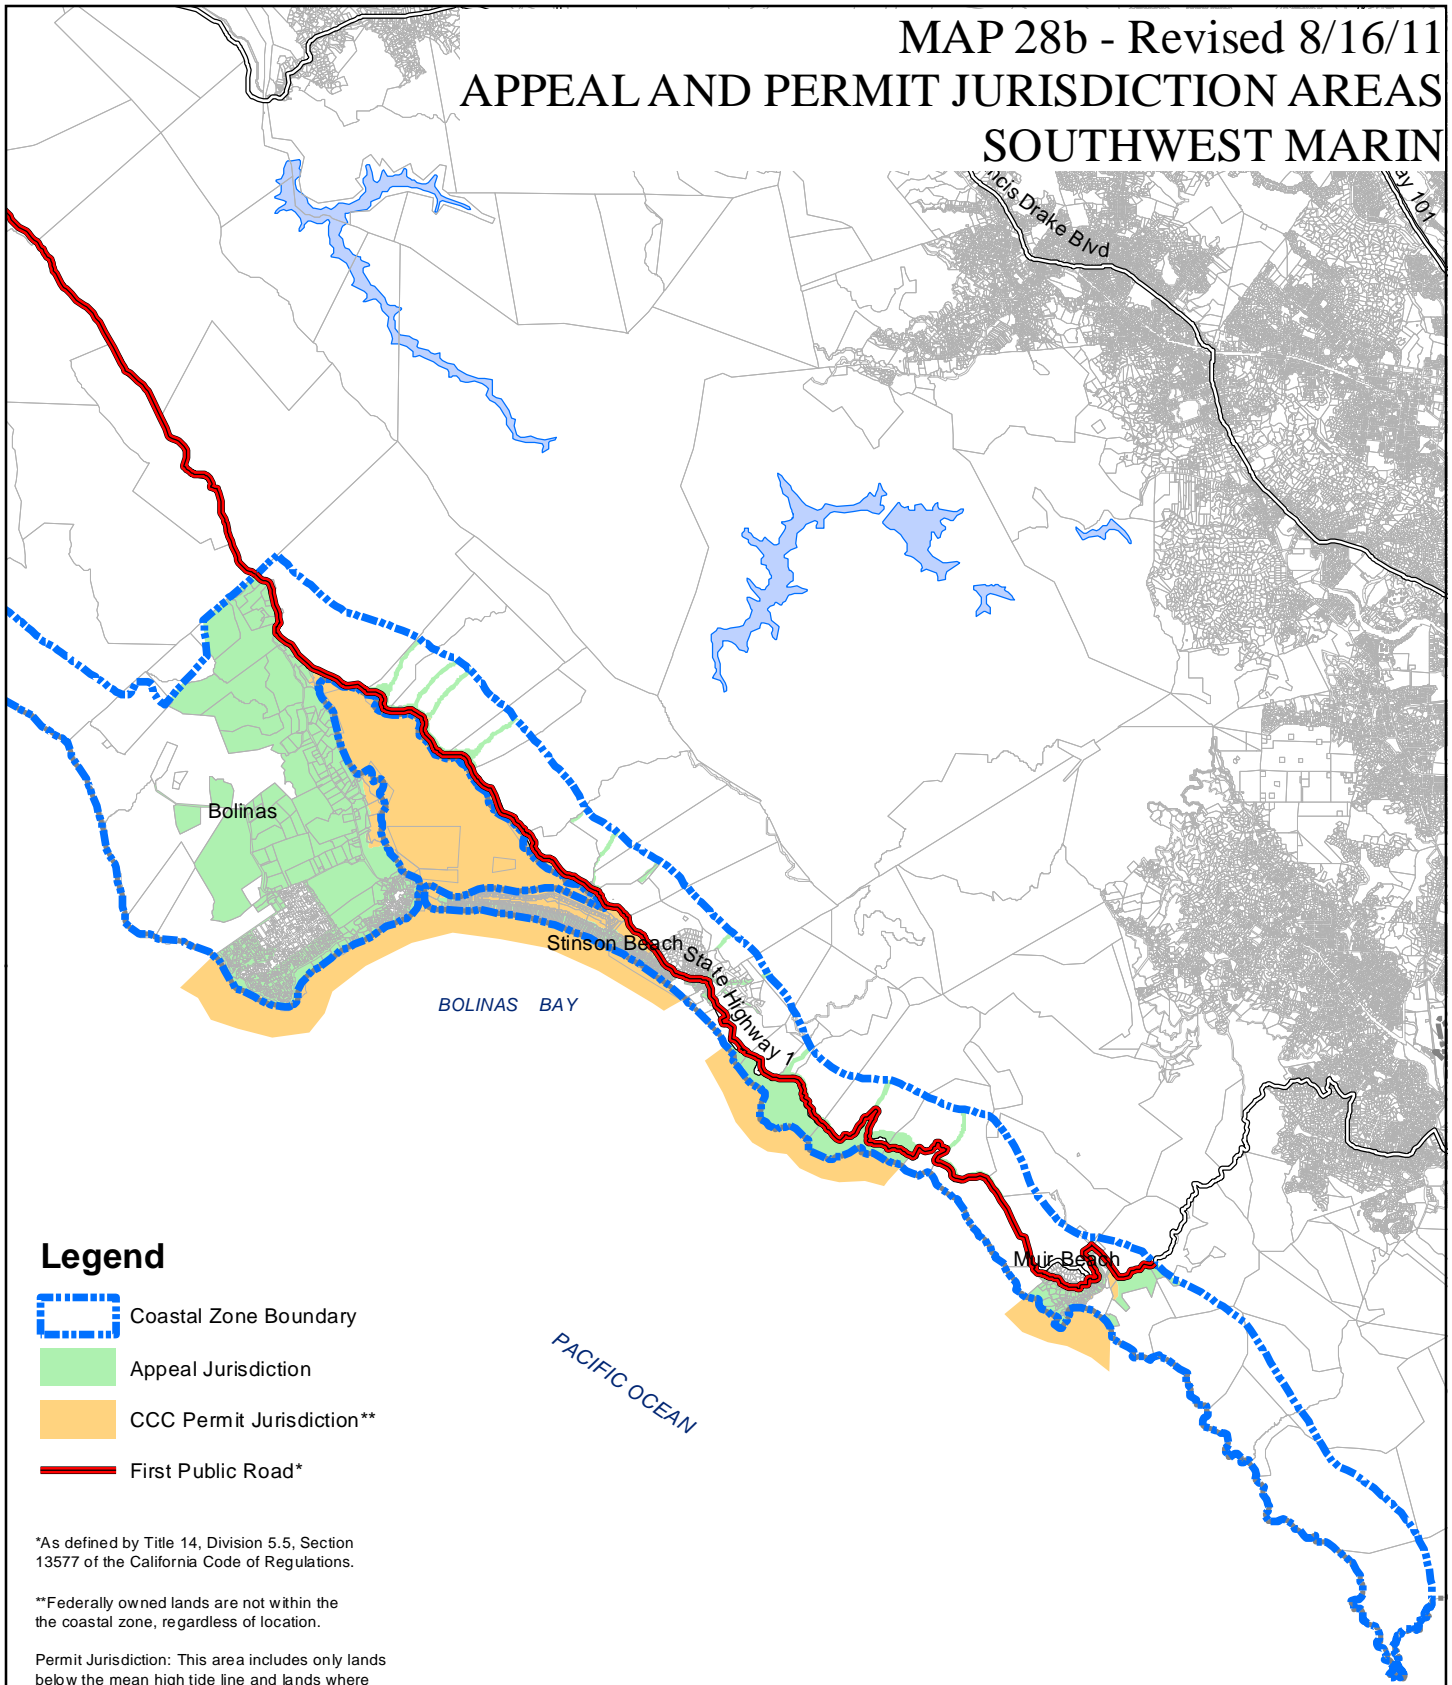 MAP 28b - Revised 8/16/11
APPEAL AND PERMIT JURISDICTION AREAS
SOUTHWEST MARIN
Drake Blvd
101
Bolinas
Stinson Beach
State Highway 1
BOLINAS BAY
Muir Beach
PACIFIC OCEAN
Legend
Coastal Zone Boundary
Appeal Jurisdiction
CCC Permit Jurisdiction**
First Public Road*
*As defined by Title 14, Division 5.5, Section
13577 of the California Code of Regulations.
**Federally owned lands are not within the
the coastal zone, regardless of location.
Permit Jurisdiction: This area includes only lands
below the mean high tide line and lands where